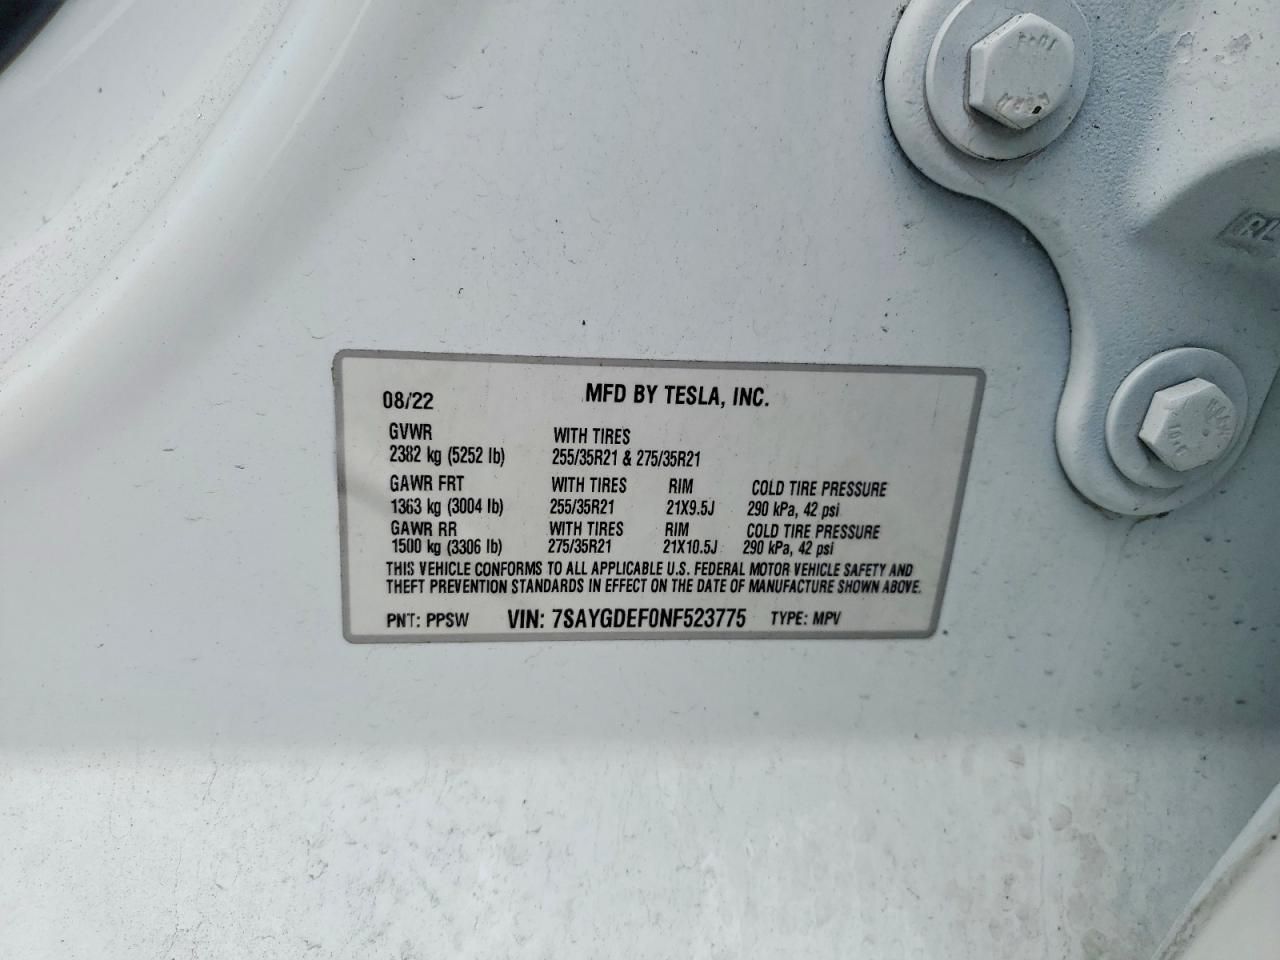 08/22 MFD BY TESLA, INC.
GVWR WITH TIRES
2382 kg (5252 lb) 255/35R21 & 275/35R21
GAWR FRT WITH TIRES RIM COLD TIRE PRESSURE
1363 kg (3004 lb) 255/35R21 21X9.5J 290 kPa, 42 psi
GAWR RR WITH TIRES RIM COLD TIRE PRESSURE
1500 kg (3306 lb) 275/35R21 21X10.5J 290 kPa, 42 psi
THIS VEHICLE CONFORMS TO ALL APPLICABLE U.S. FEDERAL MOTOR VEHICLE SAFETY AND
THEFT PREVENTION STANDARDS IN EFFECT ON THE DATE OF MANUFACTURE SHOWN ABOVE.
PNT: PPSW VIN: 7SAYGDEF0NF523775 TYPE: MPV